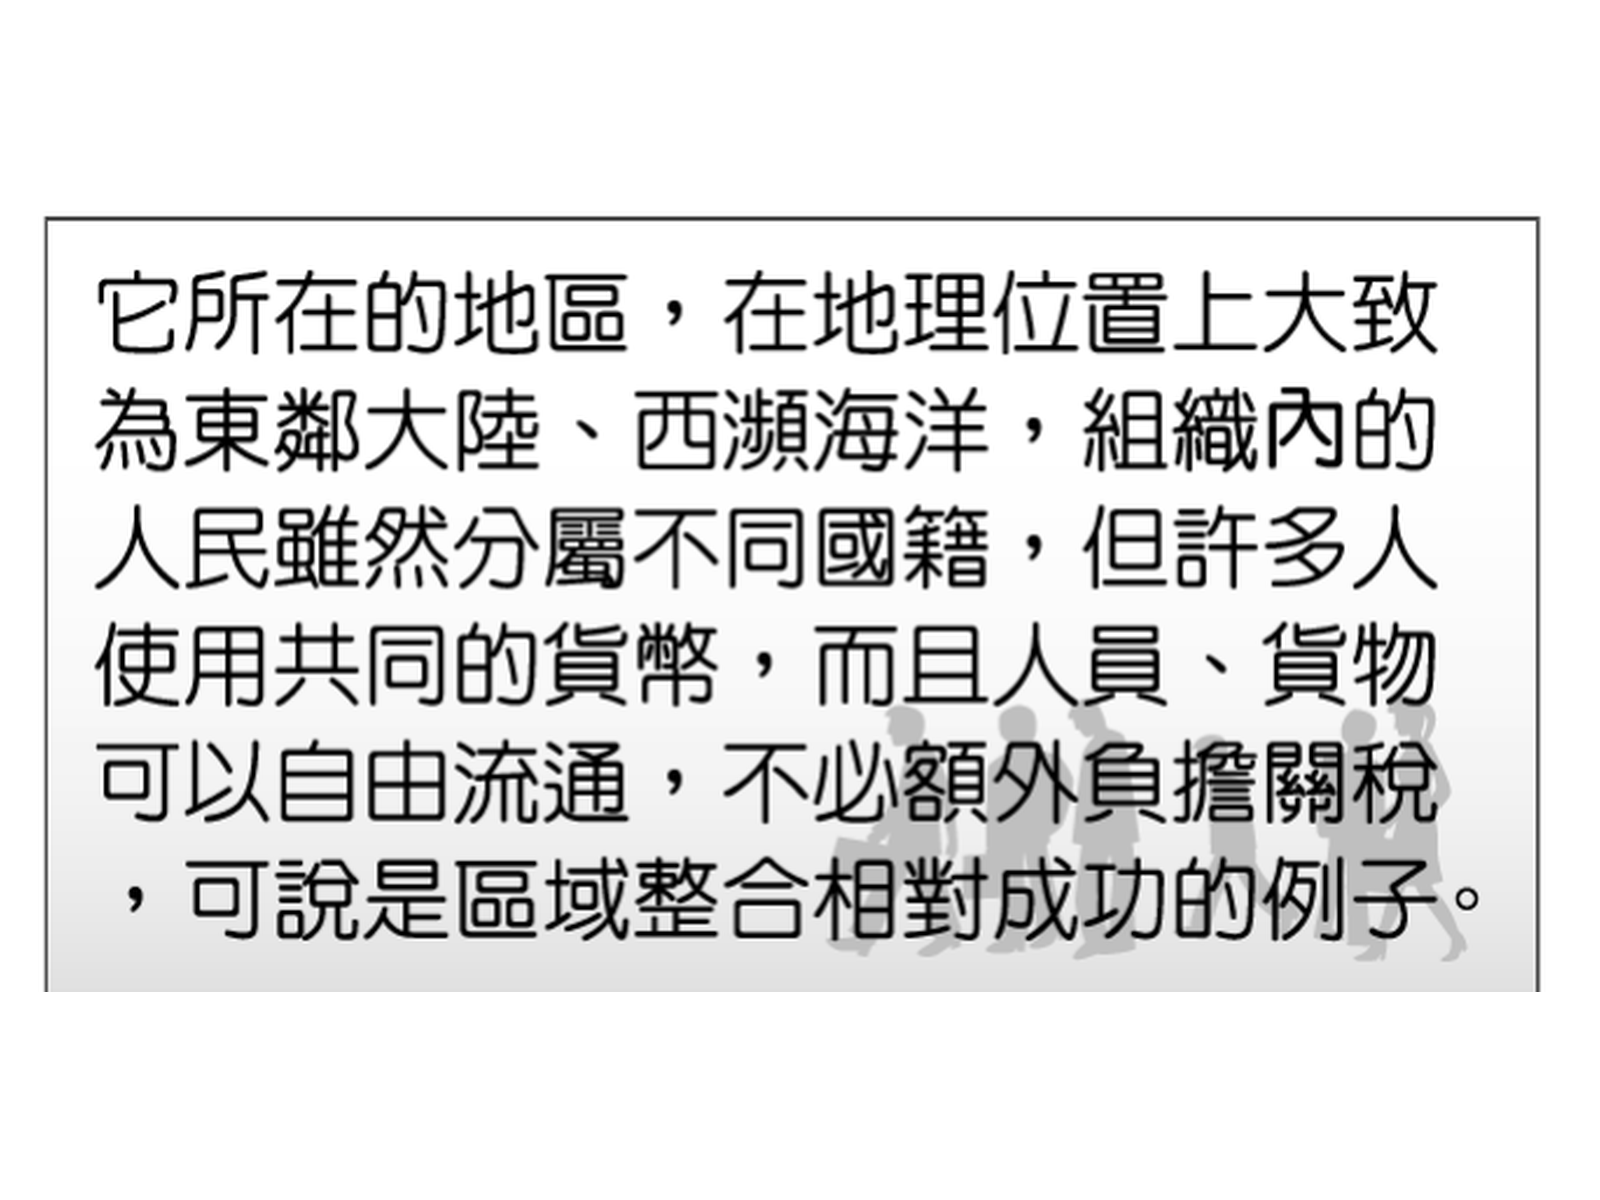 它所在的地區，在地理位置上大致
為東鄰大陸、西瀕海洋，組織內的
人民雖然分屬不同國籍，但許多人
使用共同的貨幣，而且人員、貨物
可以自由流通，不必額外負擔關稅
，可說是區域整合相對成功的例子。